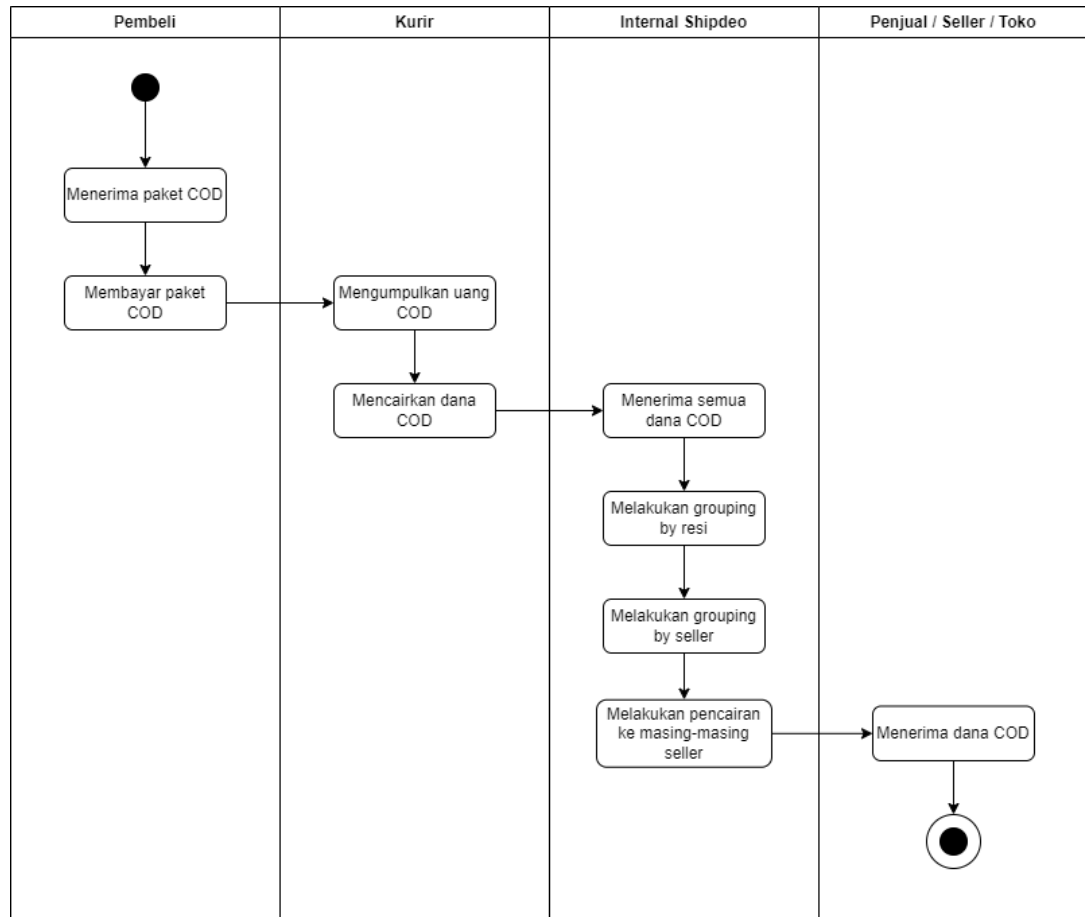 Pembeli
Kurir
Internal Shipdeo
Penjual / Seller / Toko
Menerima paket COD
Membayar paket
COD
Mengumpulkan uang
COD
Mencairkan dana
COD
Menerima semua
dana COD
Melakukan grouping
by resi
Melakukan grouping
by seller
Melakukan pencairan
ke masing-masing
seller
Menerima dana COD